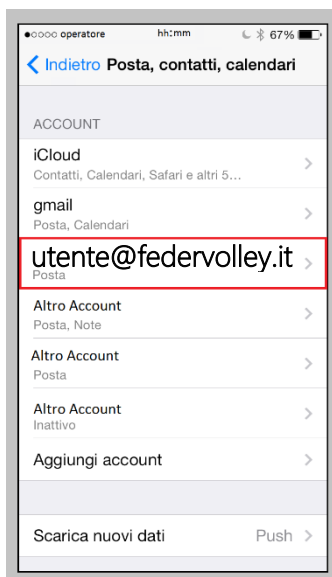 operatore hh:mm 67%
Indietro Posta, contatti, calendari
ACCOUNT
iCloud
Contatti, Calendari, Safari e altri 5...
gmail
Posta, Calendari
utente@federvolley.it
Posta
Altro Account
Posta, Note
Altro Account
Posta
Altro Account
Inattivo
Aggiungi account
Scarica nuovi dati Push